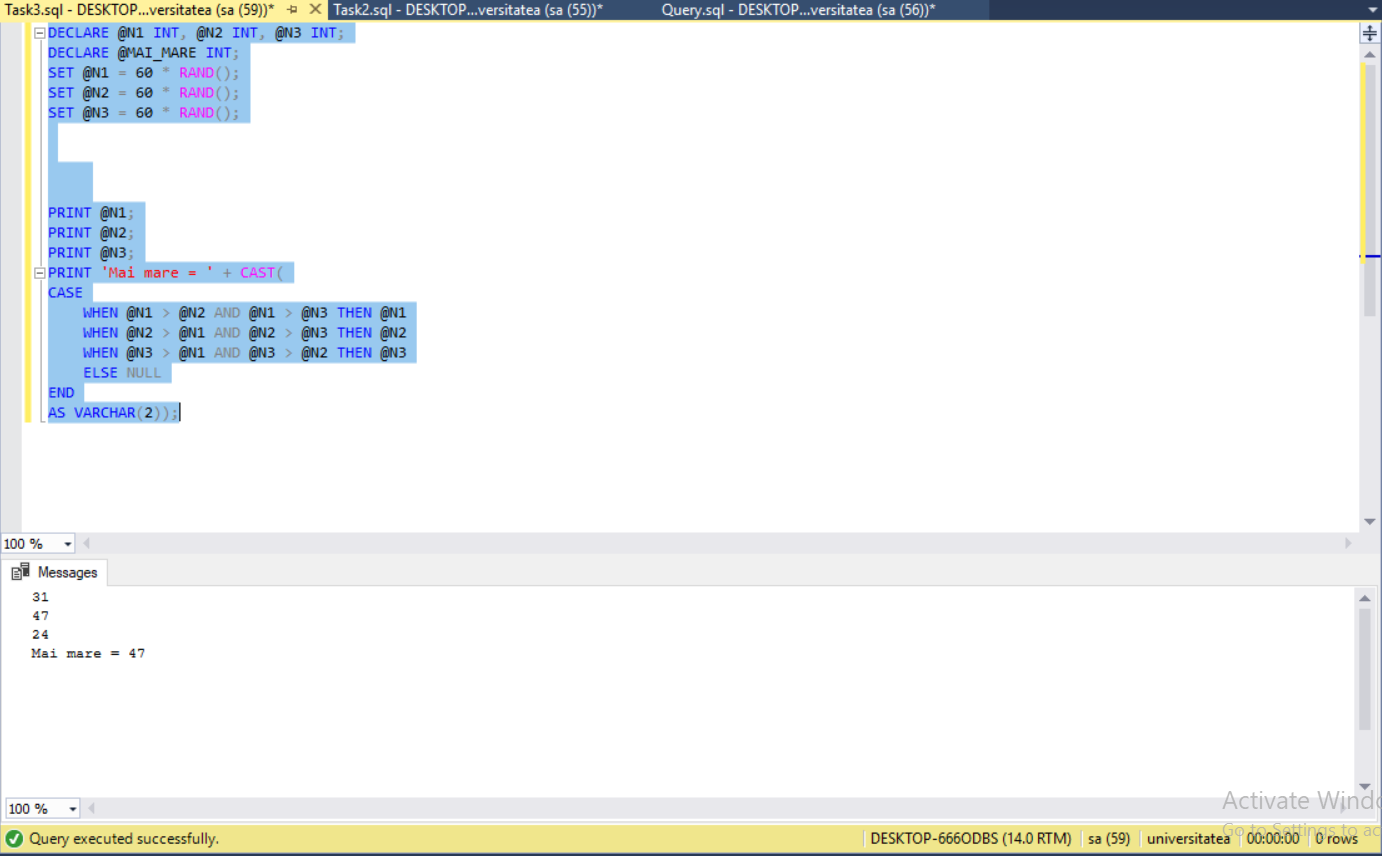 Task3.sql - DESKTOP...versitatea (sa (59))*
Task2.sql - DESKTOP...versitatea (sa (55))*
Query.sql - DESKTOP...versitatea (sa (56))*
DECLARE @N1 INT, @N2 INT, @N3 INT;
DECLARE @MAI_MARE INT;
SET @N1 = 60 * RAND();
SET @N2 = 60 * RAND();
SET @N3 = 60 * RAND();
PRINT @N1;
PRINT @N2;
PRINT @N3;
PRINT 'Mai mare = ' + CAST(
CASE
WHEN @N1 > @N2 AND @N1 > @N3 THEN @N1
WHEN @N2 > @N1 AND @N2 > @N3 THEN @N2
WHEN @N3 > @N1 AND @N3 > @N2 THEN @N3
ELSE NULL
END
AS VARCHAR(2));
100 %
Messages
31
47
24
Mai mare = 47
100 %
Activate Windo
Go to Settings to ac
Query executed successfully.
DESKTOP-666ODBS (14.0 RTM)
sa (59)
universitatea
00:00:00
0 rows